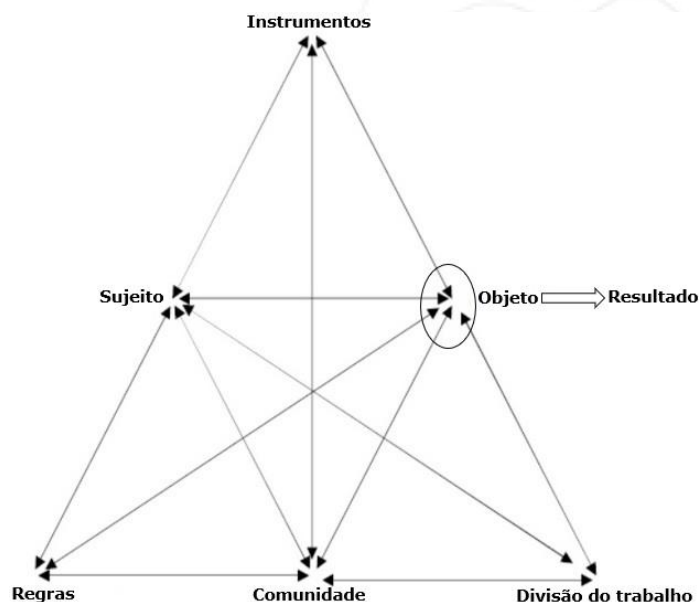 Instrumentos
Sujeito
Objeto
Resultado
Regras
Comunidade
Divisão do trabalho